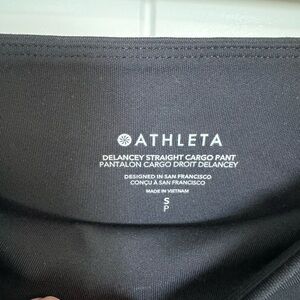 ATHLETA
DELANCEY STRAIGHT CARGO PANT
PANTALON CARGO DROIT DELANCEY
DESIGNED IN SAN FRANCISCO
CONÇU À SAN FRANCISCO
MADE IN VIETNAM
S
P